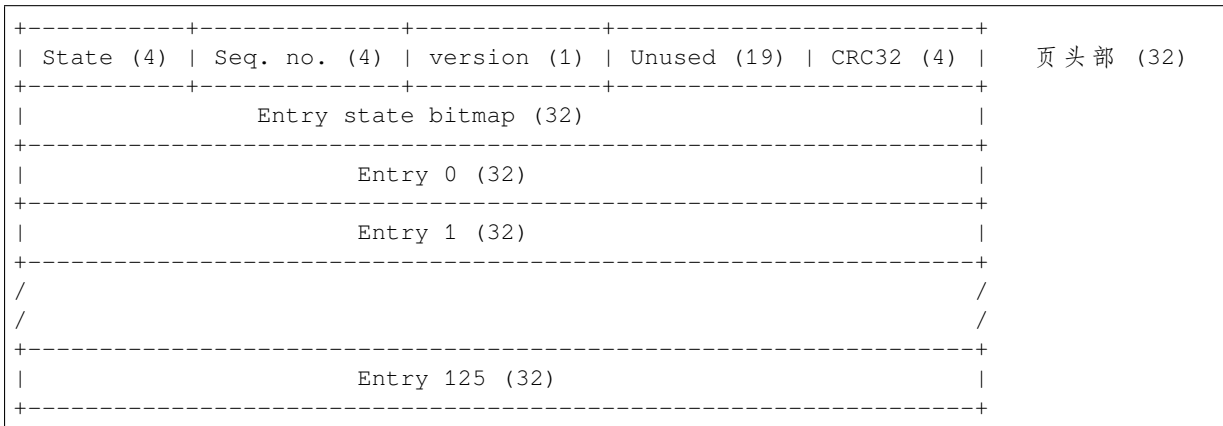 +-----------+--------------+-------------+-------------------------+
| State (4) | Seq. no. (4) | version (1) | Unused (19) | CRC32 (4) | 页头部 (32)
+-----------+--------------+-------------+-------------------------+
| Entry state bitmap (32) |
+------------------------------------------------------------------+
| Entry 0 (32) |
+------------------------------------------------------------------+
| Entry 1 (32) |
+------------------------------------------------------------------+
/ /
/ /
+------------------------------------------------------------------+
| Entry 125 (32) |
+------------------------------------------------------------------+